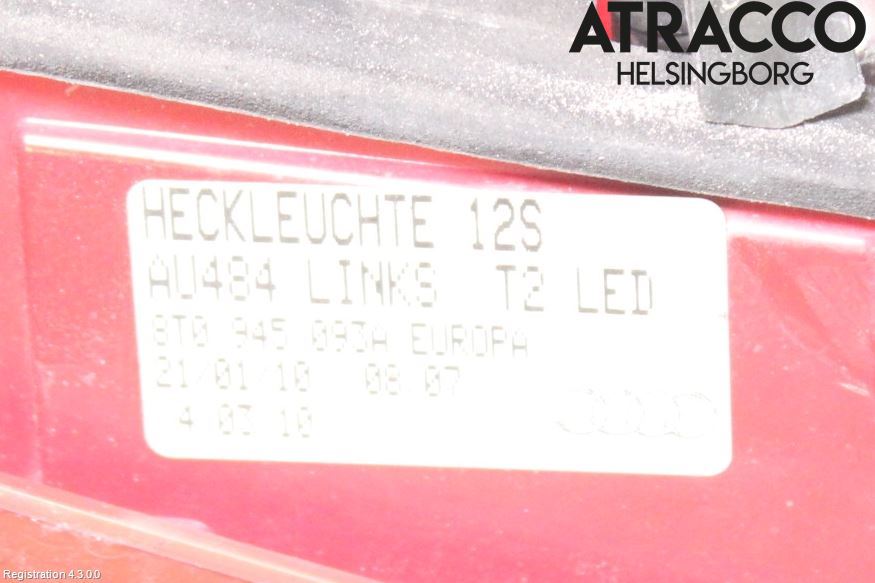 ATRACCO
HELSINGBORG
HECKLEUCHTE 12S
AU484 LINKS T2 LED
8T0 945 093A EUROPA
21/01/10 08:07
4 03 10
Registration 4.3.0.0